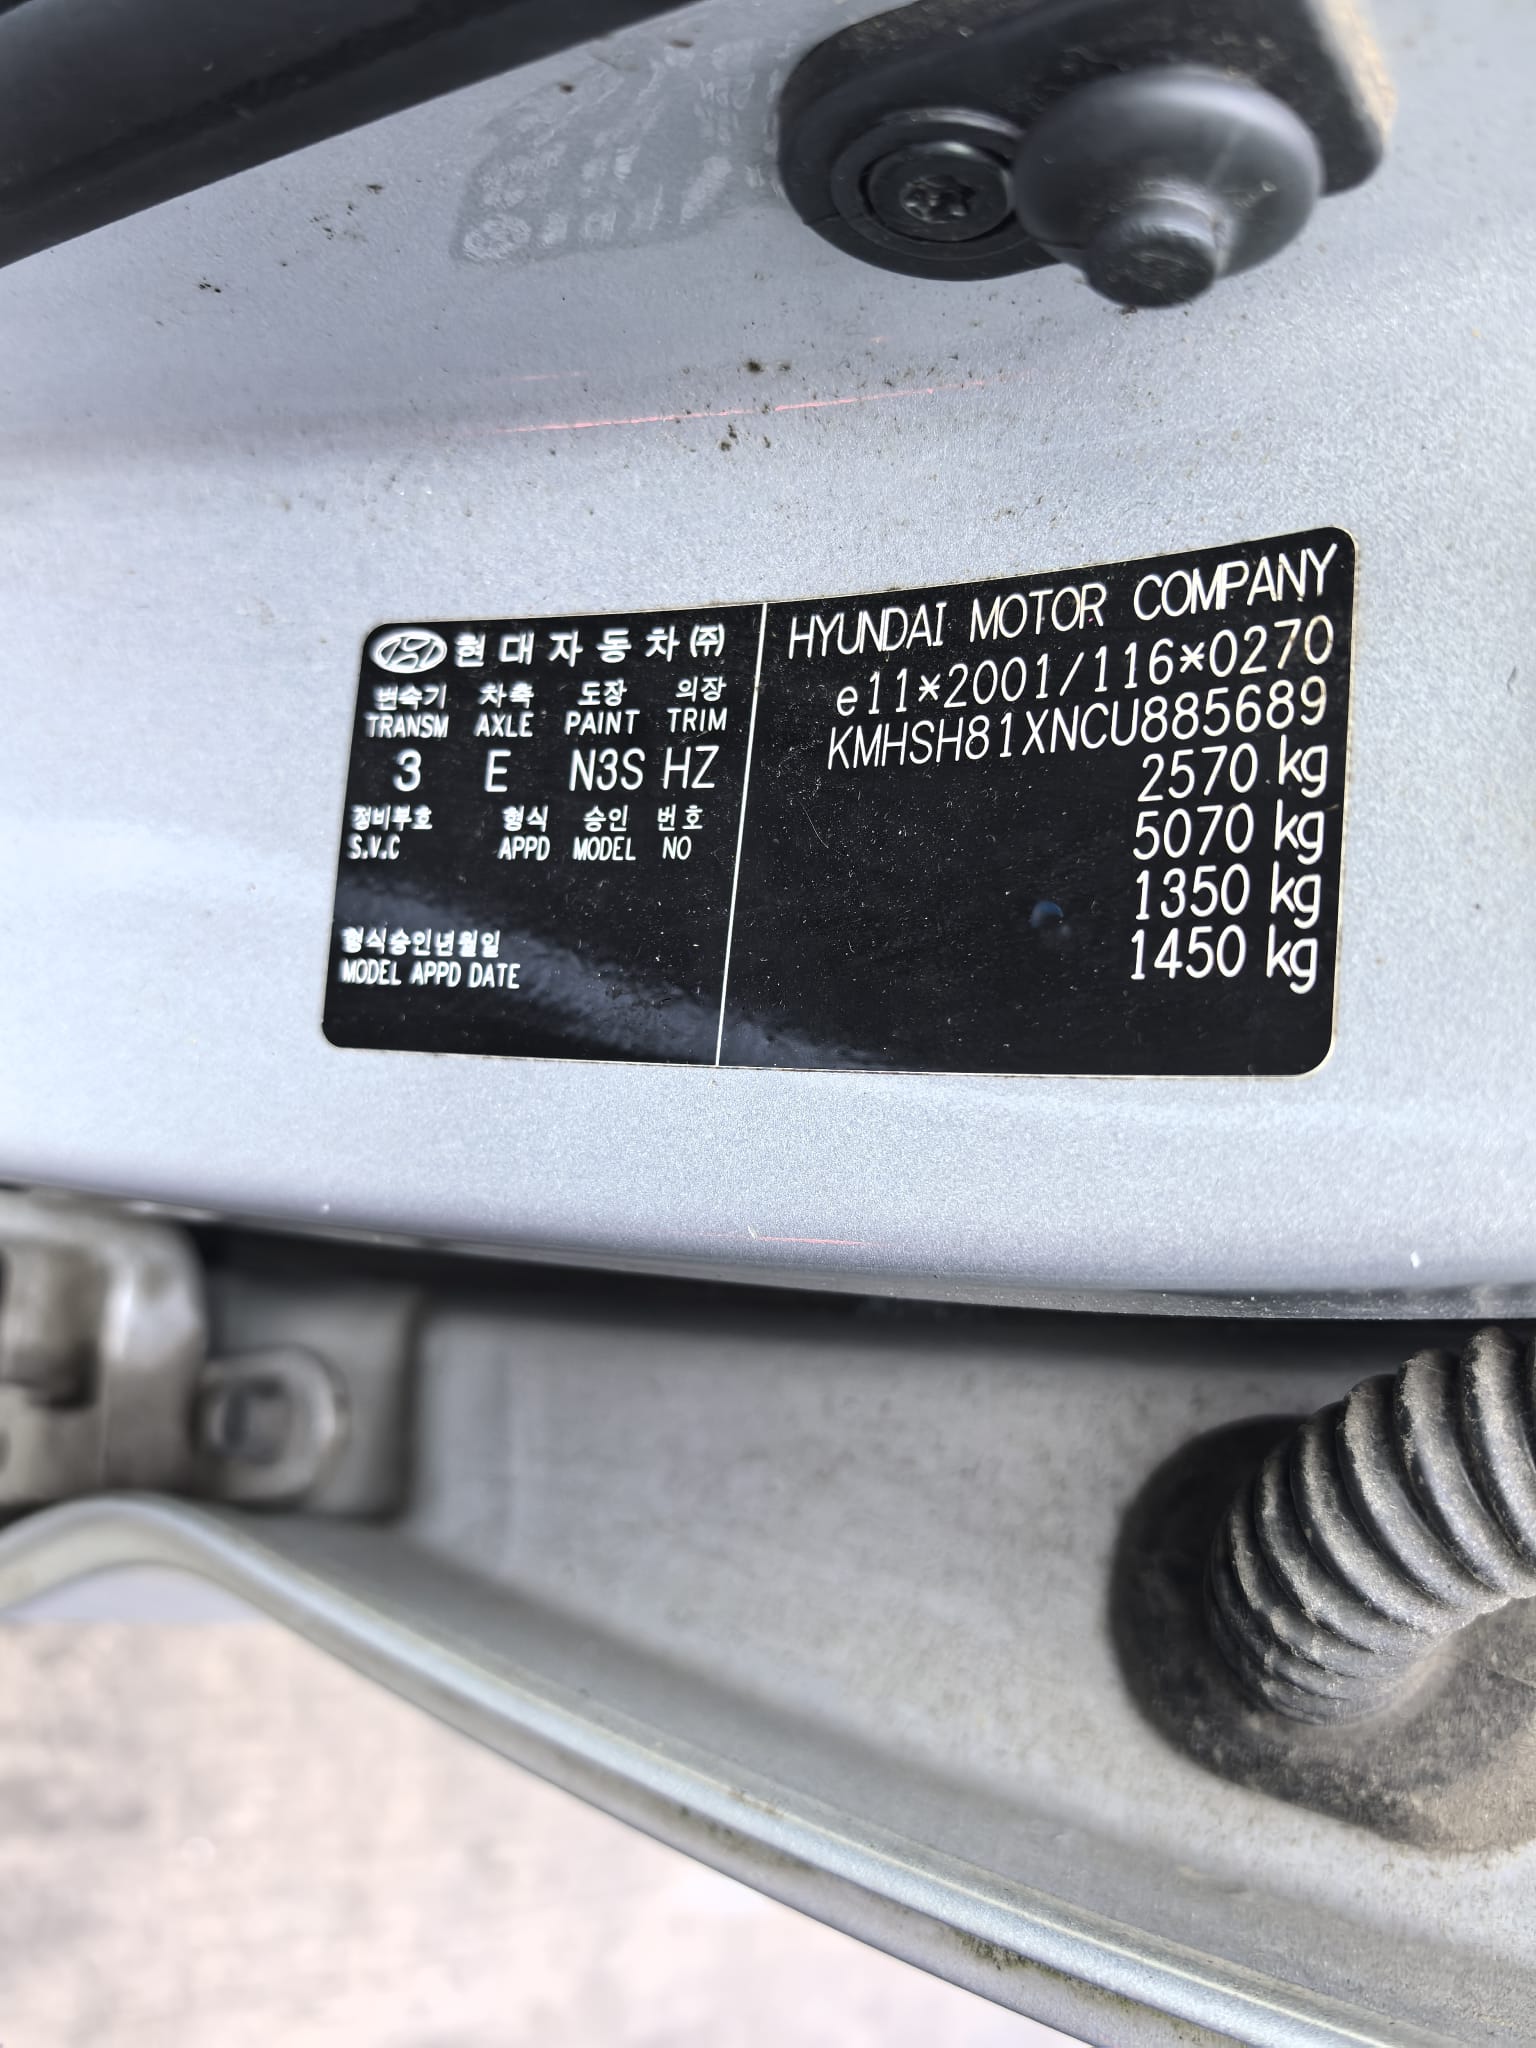 현대자동차㈜
변속기 차축 도장 의장
TRANSM AXLE PAINT TRIM
3 E N3S HZ
정비부호 형식 승인 번호
S.V.C APPD MODEL NO
형식승인년월일
MODEL APPD DATE
HYUNDAI MOTOR COMPANY
e11*2001/116*0270
KMHSH81XNCU885689
2570 kg
5070 kg
1350 kg
1450 kg